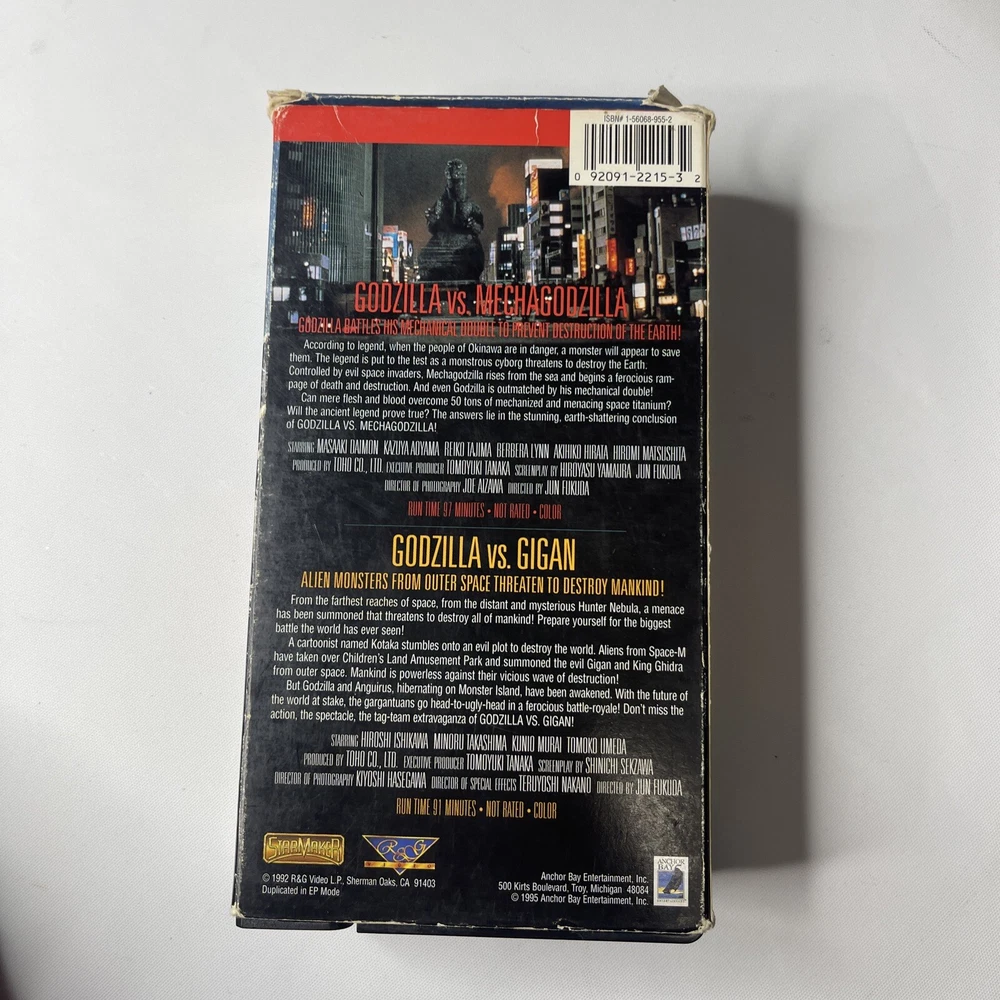 ISBN# 1-56068-955-2
0 92091-2215-3 2
GODZILLA VS. MECHAGODZILLA
GODZILLA BATTLES HIS MECHANICAL DOUBLE TO PREVENT DESTRUCTION OF THE EARTH!
According to legend, when the people of Okinawa are in danger, a monster will appear to save
them. The legend is put to the test as a monstrous cyborg threatens to destroy the Earth.
Controlled by evil space invaders, Mechagodzilla rises from the sea and begins a ferocious ram-
page of death and destruction. And even Godzilla is outmatched by his mechanical double!
Can mere flesh and blood overcome 50 tons of mechanized and menacing space titanium?
Will the ancient legend prove true? The answers lie in the stunning, earth-shattering conclusion
of GODZILLA VS. MECHAGODZILLA!
STARRING MASAAKI DAIMON KAZUYA AOYAMA REIKO TAJIMA BERBERA LYNN AKIHIKO HIRATA HIROMI MATSUSHITA
PRODUCED BY TOHO CO., LTD. EXECUTIVE PRODUCER TOMOYUKI TANAKA SCREENPLAY BY HIROYASU YAMAURA JUN FUKUDA
DIRECTOR OF PHOTOGRAPHY JOE AIZAWA DIRECTED BY JUN FUKUDA
RUN TIME 97 MINUTES • NOT RATED • COLOR
GODZILLA VS. GIGAN
ALIEN MONSTERS FROM OUTER SPACE THREATEN TO DESTROY MANKIND!
From the farthest reaches of space, from the distant and mysterious Hunter Nebula, a menace
has been summoned that threatens to destroy all of mankind! Prepare yourself for the biggest
battle the world has ever seen!
A cartoonist named Kotaka stumbles onto an evil plot to destroy the world. Aliens from Space-M
have taken over Children's Land Amusement Park and summoned the evil Gigan and King Ghidra
from outer space. Mankind is powerless against their vicious wave of destruction!
But Godzilla and Anguirus, hibernating on Monster Island, have been awakened. With the future of
the world at stake, the gargantuans go head-to-ugly-head in a ferocious battle-royale! Don't miss the
action, the spectacle, the tag-team extravaganza of GODZILLA VS. GIGAN!
STARRING HIROSHI ISHIKAWA MINORU TAKASHIMA KUNIO MURAI TOMOKO UMEDA
PRODUCED BY TOHO CO., LTD. EXECUTIVE PRODUCER TOMOYUKI TANAKA SCREENPLAY BY SHINICHI SEKZAWA
DIRECTOR OF PHOTOGRAPHY KIYOSHI HASEGAWA DIRECTOR OF SPECIAL EFFECTS TERUYOSHI NAKANO DIRECTED BY JUN FUKUDA
RUN TIME 91 MINUTES • NOT RATED • COLOR
STARMAKER
R&G
VIDEO
© 1992 R&G Video L.P., Sherman Oaks, CA 91403
Duplicated in EP Mode
Anchor Bay Entertainment, Inc.
500 Kirts Boulevard, Troy, Michigan 48084
© 1995 Anchor Bay Entertainment, Inc.
ANCHOR
BAY